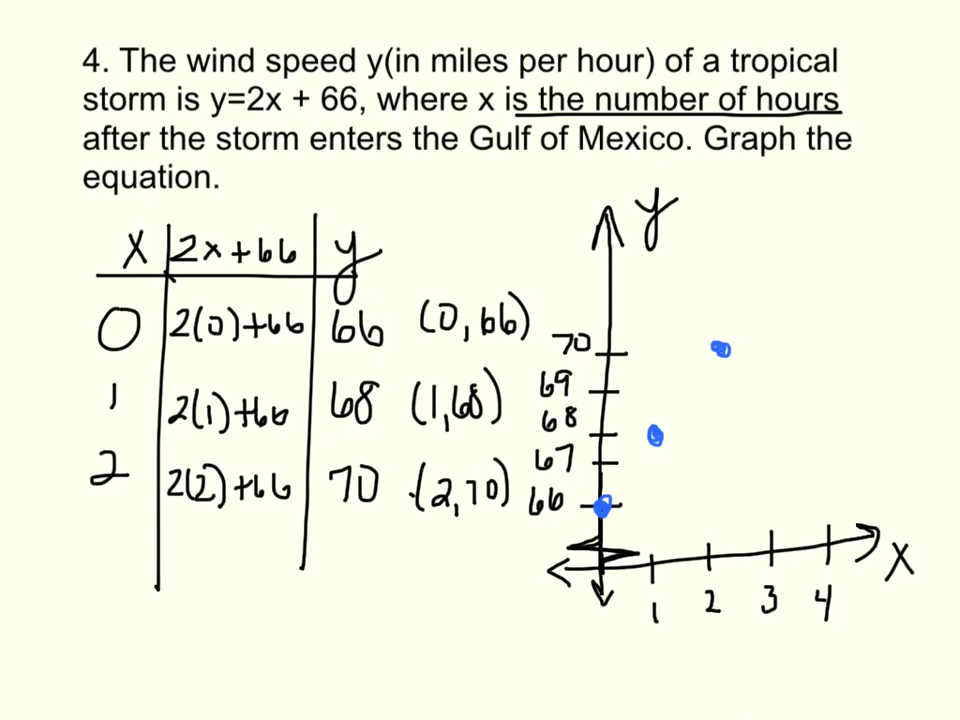 4. The wind speed y(in miles per hour) of a tropical
storm is y=2x + 66, where x is the number of hours
after the storm enters the Gulf of Mexico. Graph the
equation.
y
X 2x+66 y
0 2(0)+66 66 (0,66)
70
69
1 2(1)+66 68 (1,68)
68
67
2 2(2)+66 70 (2,70)
66
X
1 2 3 4